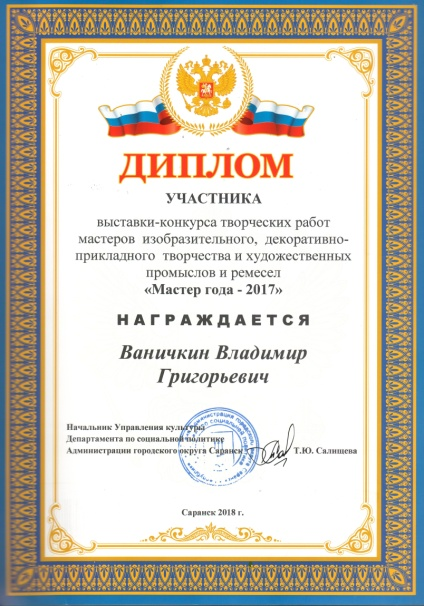 ДИПЛОМ
УЧАСТНИКА
выставки-конкурса творческих работ
мастеров изобразительного, декоративно-
прикладного творчества и художественных
промыслов и ремесел
«Мастер года - 2017»
НАГРАЖДАЕТСЯ
Ваничкин Владимир
Григорьевич
Начальник Управления культуры
Департамента по социальной политике
Администрации городского округа Саранск Т.Ю. Салищева
Саранск 2018 г.